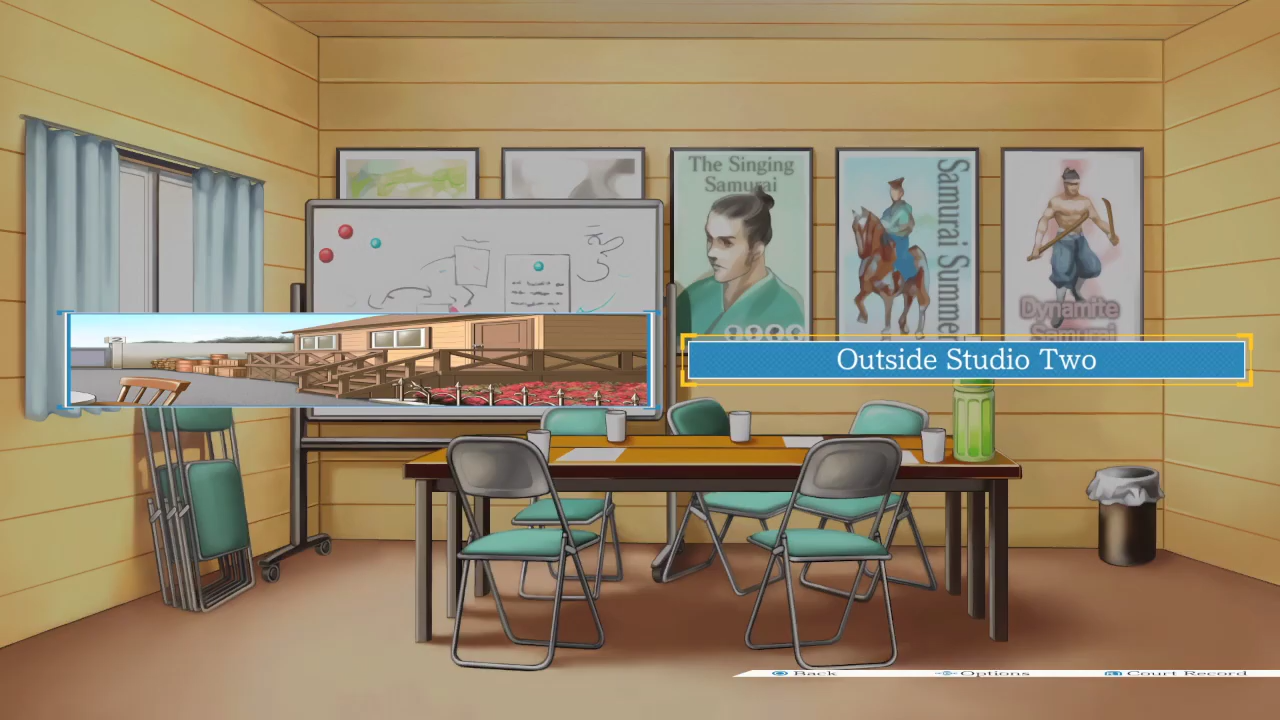 The Singing
Samurai
Samurai Summer
Dynamite
Samurai
Outside Studio Two
Back
Options
Court Record